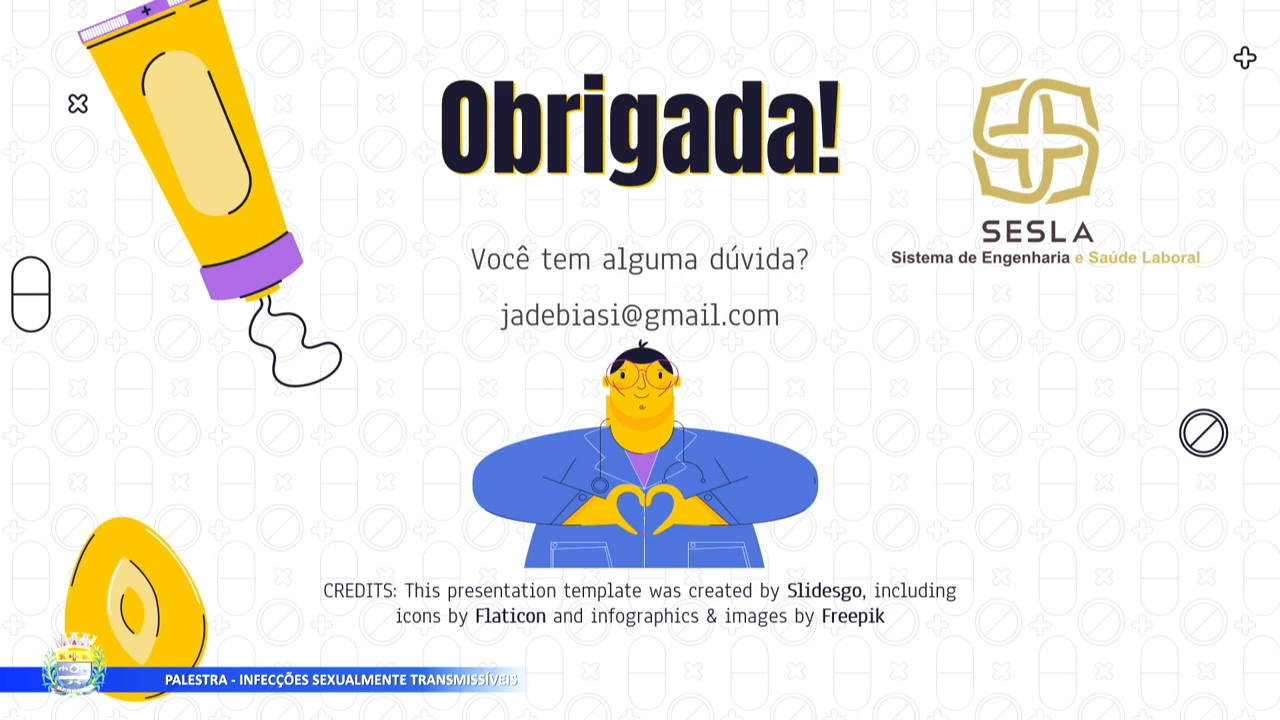 Obrigada!
SESLA
Sistema de Engenharia e Saúde Laboral
Você tem alguma dúvida?
jadebiasi@gmail.com
CREDITS: This presentation template was created by Slidesgo, including
icons by Flaticon and infographics & images by Freepik
PALESTRA - INFECÇÕES SEXUALMENTE TRANSMISSÍVEIS